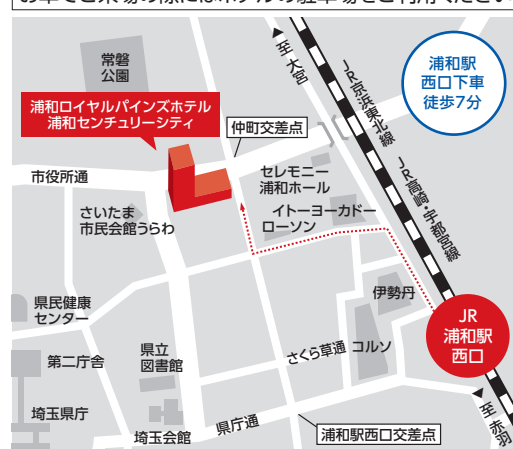 お車でご来場の際にはホテルの駐車場をご利用ください
常磐
公園
至大宮
JR京浜東北線
浦和駅
西口下車
徒歩7分
浦和ロイヤルパインズホテル
浦和センチュリーシティ
仲町交差点
市役所通
セレモニー
浦和ホール
JR高崎・宇都宮線
さいたま
市民会館うらわ
イトーヨーカドー
ローソン
県民健康
センター
伊勢丹
JR
浦和駅
西口
第二庁舎
県立
図書館
さくら草通
コルソ
埼玉県庁
埼玉会館
県庁通
浦和駅西口交差点
至赤羽